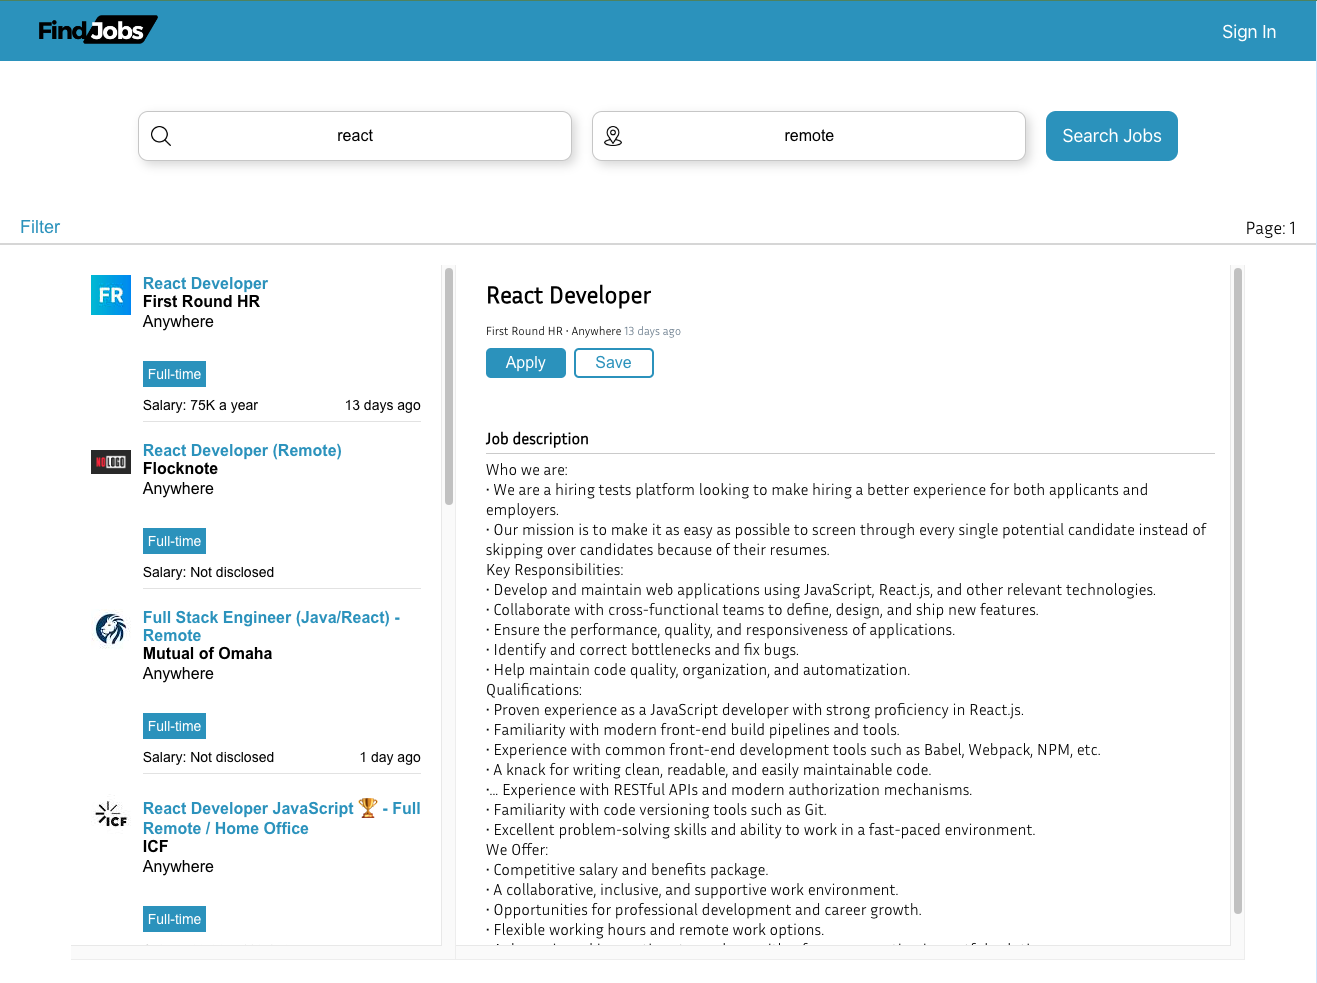 FindJobs
Sign In
react
remote
Search Jobs
Filter
Page: 1
FR
React Developer
First Round HR
Anywhere
Full-time
Salary: 75K a year 13 days ago
NOLOGO
React Developer (Remote)
Flocknote
Anywhere
Full-time
Salary: Not disclosed
Full Stack Engineer (Java/React) -
Remote
Mutual of Omaha
Anywhere
Full-time
Salary: Not disclosed 1 day ago
ICF
React Developer JavaScript 🏆 - Full
Remote / Home Office
ICF
Anywhere
Full-time
React Developer
First Round HR · Anywhere 13 days ago
Apply
Save
Job description
Who we are:
· We are a hiring tests platform looking to make hiring a better experience for both applicants and
employers.
· Our mission is to make it as easy as possible to screen through every single potential candidate instead of
skipping over candidates because of their resumes.
Key Responsibilities:
· Develop and maintain web applications using JavaScript, React.js, and other relevant technologies.
· Collaborate with cross-functional teams to define, design, and ship new features.
· Ensure the performance, quality, and responsiveness of applications.
· Identify and correct bottlenecks and fix bugs.
· Help maintain code quality, organization, and automatization.
Qualifications:
· Proven experience as a JavaScript developer with strong proficiency in React.js.
· Familiarity with modern front-end build pipelines and tools.
· Experience with common front-end development tools such as Babel, Webpack, NPM, etc.
· A knack for writing clean, readable, and easily maintainable code.
·... Experience with RESTful APIs and modern authorization mechanisms.
· Familiarity with code versioning tools such as Git.
· Excellent problem-solving skills and ability to work in a fast-paced environment.
We Offer:
· Competitive salary and benefits package.
· A collaborative, inclusive, and supportive work environment.
· Opportunities for professional development and career growth.
· Flexible working hours and remote work options.